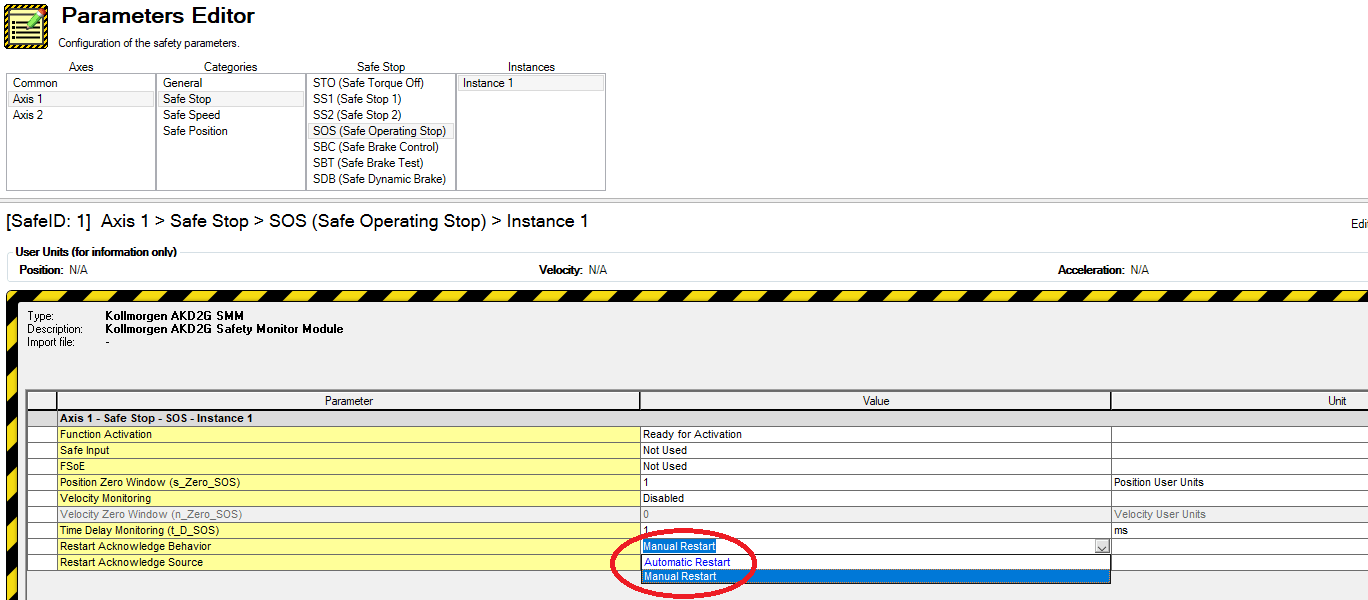 Parameters Editor
Configuration of the safety parameters.
Axes Categories Safe Stop Instances
Common General STO (Safe Torque Off) Instance 1
Axis 1 Safe Stop SS1 (Safe Stop 1)
Axis 2 Safe Speed SS2 (Safe Stop 2)
Safe Position SOS (Safe Operating Stop)
SBC (Safe Brake Control)
SBT (Safe Brake Test)
SDB (Safe Dynamic Brake)
[SafeID: 1] Axis 1 > Safe Stop > SOS (Safe Operating Stop) > Instance 1
User Units (for information only)
Position: N/A Velocity: N/A Acceleration: N/A
Type: Kollmorgen AKD2G SMM
Description: Kollmorgen AKD2G Safety Monitor Module
Import file: -
Parameter Value Unit
Axis 1 - Safe Stop - SOS - Instance 1
Function Activation Ready for Activation
Safe Input Not Used
FSoE Not Used
Position Zero Window (s_Zero_SOS) 1 Position User Units
Velocity Monitoring Disabled
Velocity Zero Window (n_Zero_SOS) 0 Velocity User Units
Time Delay Monitoring (t_D_SOS) 1 ms
Restart Acknowledge Behavior Manual Restart
Restart Acknowledge Source Automatic Restart
Manual Restart